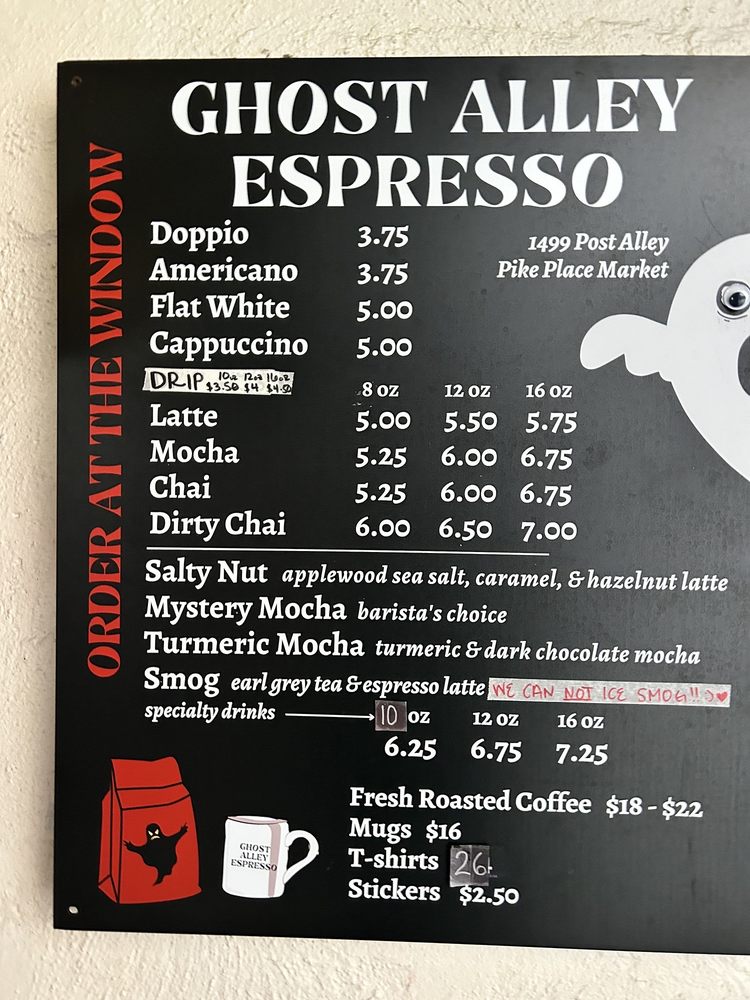 GHOST ALLEY
ESPRESSO
ORDER AT THE WINDOW
1499 Post Alley
Pike Place Market
Doppio 3.75
Americano 3.75
Flat White 5.00
Cappuccino 5.00
DRIP 10oz $3.50 12oz $4 16oz $4.50
8 oz 12 oz 16 oz
Latte 5.00 5.50 5.75
Mocha 5.25 6.00 6.75
Chai 5.25 6.00 6.75
Dirty Chai 6.00 6.50 7.00
Salty Nut applewood sea salt, caramel, & hazelnut latte
Mystery Mocha barista's choice
Turmeric Mocha turmeric & dark chocolate mocha
Smog earl grey tea & espresso latte WE CAN NOT ICE SMOG!! :) ♥
specialty drinks 10 oz 12 oz 16 oz
6.25 6.75 7.25
Fresh Roasted Coffee $18 - $22
Mugs $16
T-shirts 26
Stickers $2.50
GHOST
ALLEY
ESPRESSO